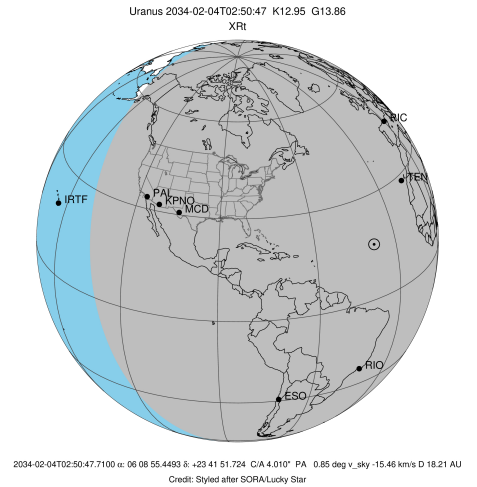 Uranus 2034-02-04T02:50:47 K12.95 G13.86
XRt
RIC
TEN
PAL
IRTF
KPNO
MCD
RIO
ESO
2034-02-04T02:50:47.7100 α: 06 08 55.4493 δ: +23 41 51.724 C/A 4.010" PA 0.85 deg v_sky -15.46 km/s D 18.21 AU
Credit: Styled after SORA/Lucky Star